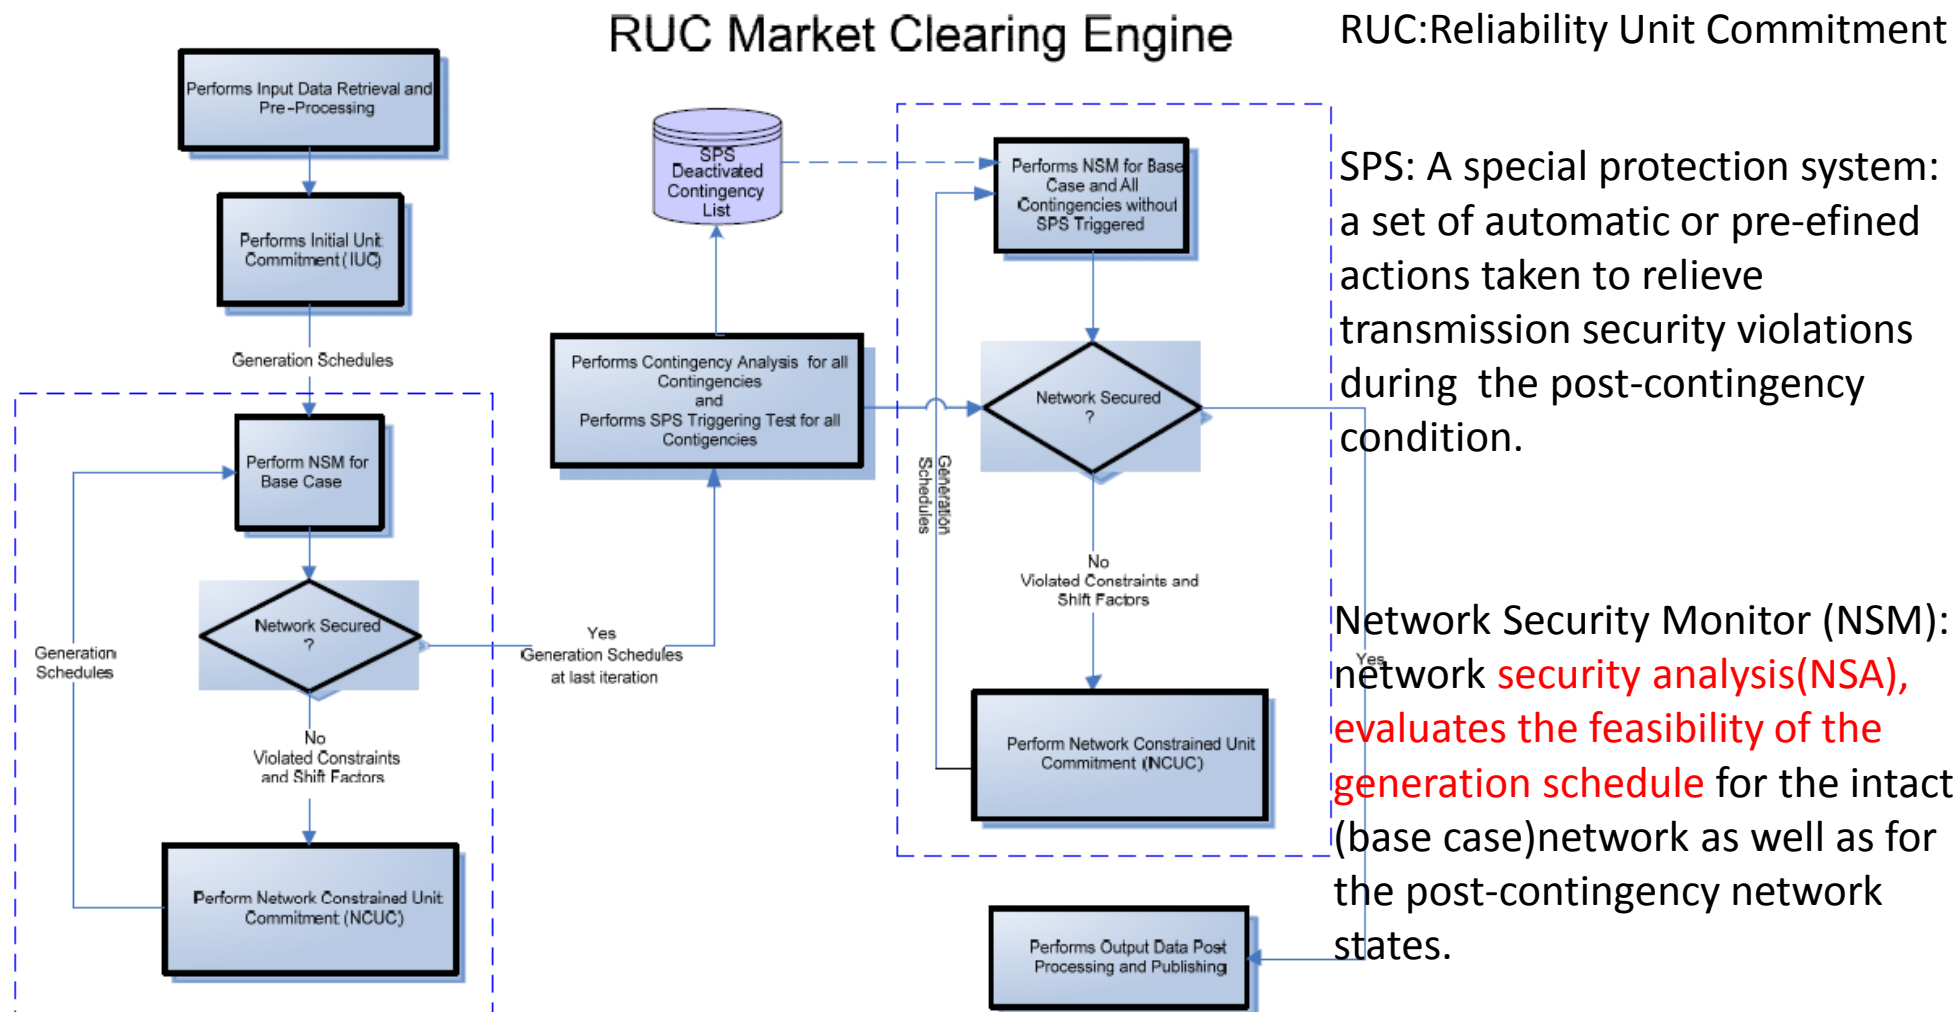 RUC Market Clearing Engine
RUC:Reliability Unit Commitment
Performs Input Data Retrieval and
Pre-Processing
Performs Initial Unit
Commitment (IUC)
Generation Schedules
Perform NSM for
Base Case
Network Secured
?
Generation
Schedules
No
Violated Constraints
and Shift Factors
Perform Network Constrained Unit
Commitment (NCUC)
Yes
Generation Schedules
at last iteration
Performs Contingency Analysis for all
Contingencies
and
Performs SPS Triggering Test for all
Contigencies
SPS
Deactivated
Contingency
List
Performs NSM for Base
Case and All
Contingencies without
SPS Triggered
Network Secured
?
Generation
Schedules
No
Violated Constraints and
Shift Factors
Perform Network Constrained Unit
Commitment (NCUC)
Yes
Performs Output Data Post
Processing and Publishing
SPS: A special protection system:
a set of automatic or pre-efined
actions taken to relieve
transmission security violations
during the post-contingency
condition.
Network Security Monitor (NSM):
network security analysis(NSA),
evaluates the feasibility of the
generation schedule for the intact
(base case)network as well as for
the post-contingency network
states.